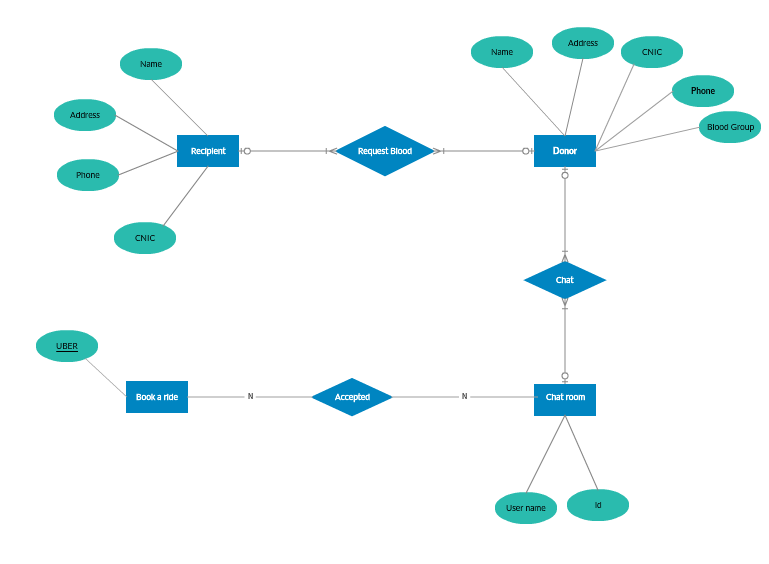 Name
Address
Phone
CNIC
Recipient
Request Blood
Name
Address
CNIC
Phone
Blood Group
Donor
Chat
UBER
Book a ride
N
Accepted
N
Chat room
User name
Id